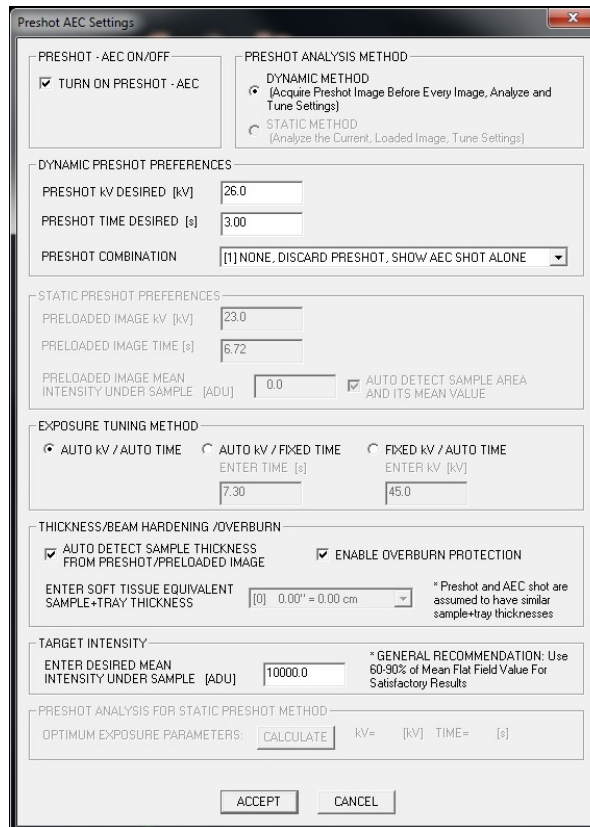 Preshot AEC Settings
PRESHOT - AEC ON/OFF
TURN ON PRESHOT - AEC
PRESHOT ANALYSIS METHOD
DYNAMIC METHOD
(Acquire Preshot Image Before Every Image, Analyze and
Tune Settings)
STATIC METHOD
(Analyze the Current, Loaded Image, Tune Settings)
DYNAMIC PRESHOT PREFERENCES
PRESHOT kV DESIRED [kV] 26.0
PRESHOT TIME DESIRED [s] 3.00
PRESHOT COMBINATION [1] NONE, DISCARD PRESHOT, SHOW AEC SHOT ALONE
STATIC PRESHOT PREFERENCES
PRELOADED IMAGE kV [kV] 23.0
PRELOADED IMAGE TIME [s] 6.72
PRELOADED IMAGE MEAN
INTENSITY UNDER SAMPLE [ADU] 0.0
AUTO DETECT SAMPLE AREA
AND ITS MEAN VALUE
EXPOSURE TUNING METHOD
AUTO kV / AUTO TIME
AUTO kV / FIXED TIME
ENTER TIME [s]
7.30
FIXED kV / AUTO TIME
ENTER kV [kV]
45.0
THICKNESS/BEAM HARDENING /OVERBURN
AUTO DETECT SAMPLE THICKNESS
FROM PRESHOT/PRELOADED IMAGE
ENABLE OVERBURN PROTECTION
ENTER SOFT TISSUE EQUIVALENT
SAMPLE+TRAY THICKNESS
[0] 0.00" = 0.00 cm
* Preshot and AEC shot are
assumed to have similar
sample+tray thicknesses
TARGET INTENSITY
ENTER DESIRED MEAN
INTENSITY UNDER SAMPLE [ADU] 10000.0
* GENERAL RECOMMENDATION: Use
60-90% of Mean Flat Field Value For
Satisfactory Results
PRESHOT ANALYSIS FOR STATIC PRESHOT METHOD
OPTIMUM EXPOSURE PARAMETERS: CALCULATE kV= [kV] TIME= [s]
ACCEPT CANCEL